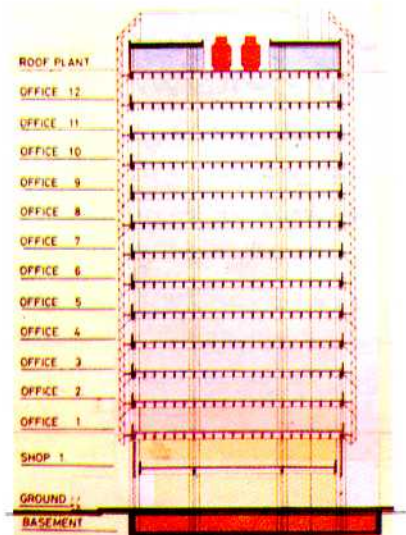 ROOF PLANT
OFFICE 12
OFFICE 11
OFFICE 10
OFFICE 9
OFFICE 8
OFFICE 7
OFFICE 6
OFFICE 5
OFFICE 4
OFFICE 3
OFFICE 2
OFFICE 1
SHOP 1
GROUND
BASEMENT